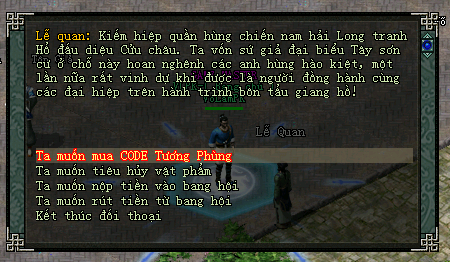 Lễ quan: Kiếm hiệp quần hùng chiến nam hải Long tranh
Hổ đấu diệu Cửu châu. Ta vốn sứ giả đại biểu Tây sơn
cử ở chỗ này hoan nghênh các anh hùng hào kiệt, một
lần nữa rất vinh dự khi được là người đồng hành cùng
các đại hiệp trên hành trình bôn tẩu giang hồ!
VoLamPK
Lễ Quan
Ta muốn mua CODE Tương Phùng
Ta muốn tiêu hủy vật phẩm
Ta muốn nộp tiền vào bang hội
Ta muốn rút tiền từ bang hội
Kết thúc đối thoại